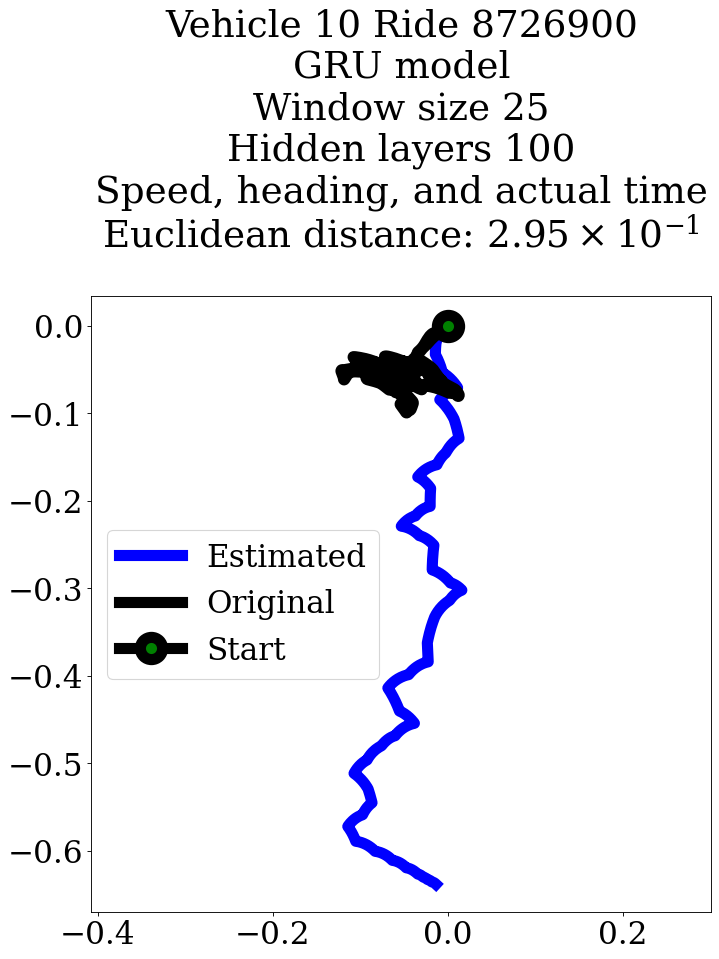 Vehicle 10 Ride 8726900
GRU model
Window size 25
Hidden layers 100
Speed, heading, and actual time
Euclidean distance: 2.95 × 10⁻¹
0.0
−0.1
−0.2
−0.3
−0.4
−0.5
−0.6
Estimated
Original
Start
−0.4 −0.2 0.0 0.2